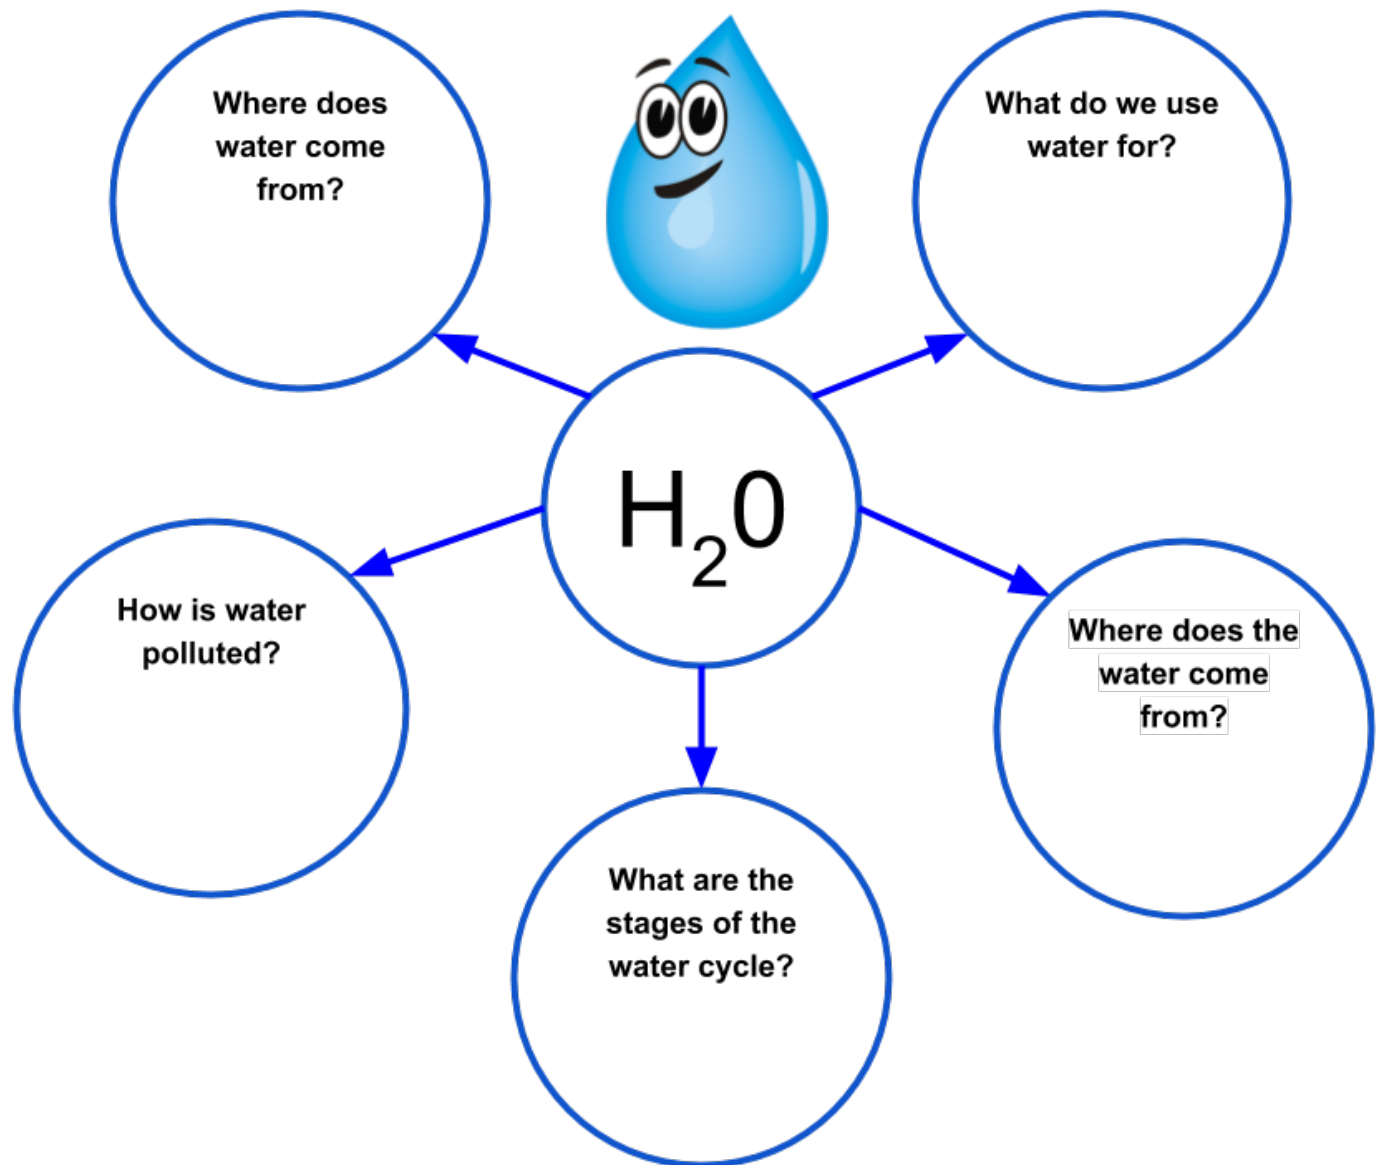 Where does
water come
from?
What do we use
water for?
H₂0
How is water
polluted?
Where does the
water come
from?
What are the
stages of the
water cycle?